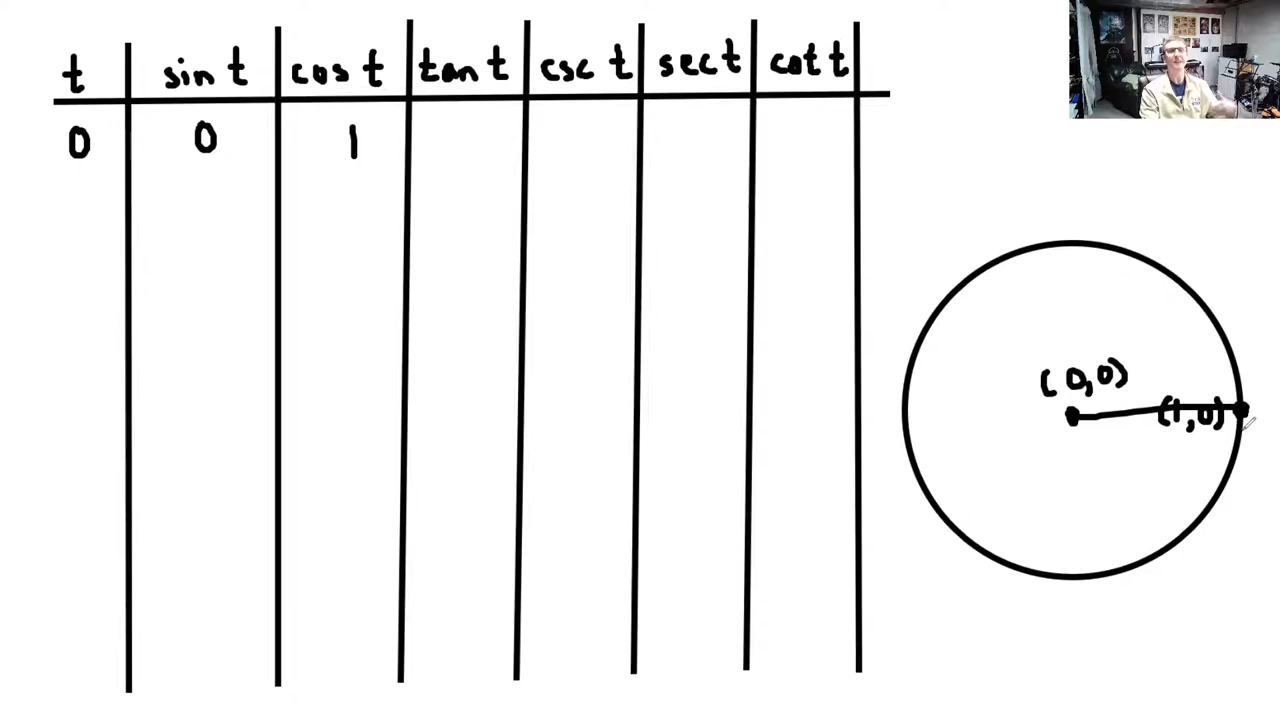 t sin t cos t tan t csc t sec t cot t
0 0 1
(0,0)
(1,0)